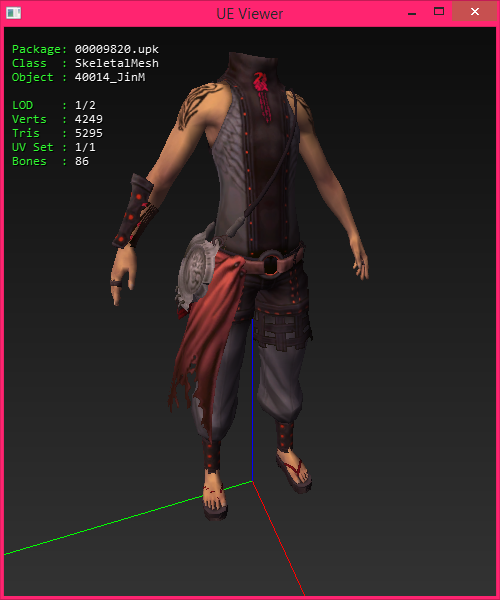 UE Viewer
Package: 00009820.upk
Class : SkeletalMesh
Object : 40014_JinM
LOD : 1/2
Verts : 4249
Tris : 5295
UV Set : 1/1
Bones : 86